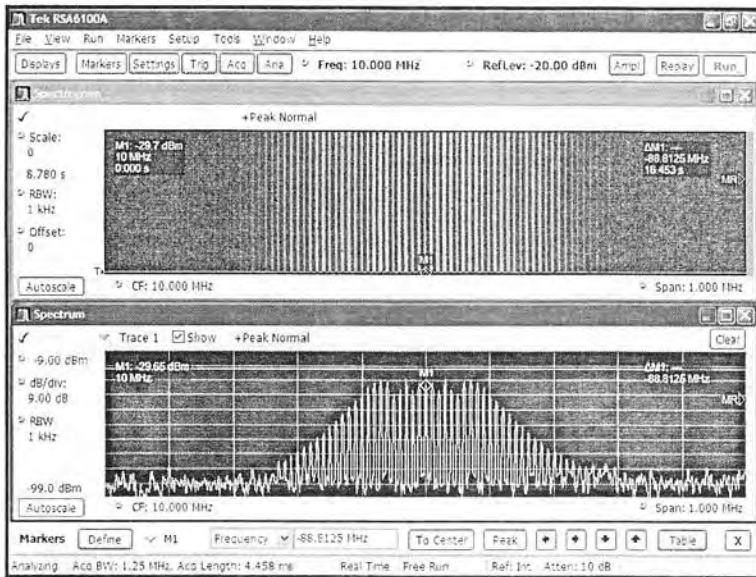 Tek RSA6100A
File View Run Markers Setup Tools Window Help
Displays Markers Settings Trig Acq Ana Freq: 10.000 MHz RefLev: -20.00 dBm Ampl Replay Run
Spectrogram
+Peak Normal
Scale:
0
8.780 s
RBW:
1 kHz
Offset:
0
Autoscale
M1: -29.7 dBm
10 MHz
0.000 s
ΔM1: ---
-88.8125 MHz
16.453 s
MR
M1
CF: 10.000 MHz Span: 1.000 MHz
Spectrum
Trace 1 Show +Peak Normal Clear
-9.00 dBm
dB/div:
9.00 dB
RBW
1 kHz
-99.0 dBm
Autoscale
M1: -29.65 dBm
10 MHz
M1
ΔM1: ---
-88.8125 MHz
MR
CF: 10.000 MHz Span: 1.000 MHz
Markers Define M1 Frequency -88.8125 MHz To Center Peak Table X
Analyzing Acq BW: 1.25 MHz, Acq Length: 4.458 ms Real Time Free Run Ref: Int Atten: 10 dB